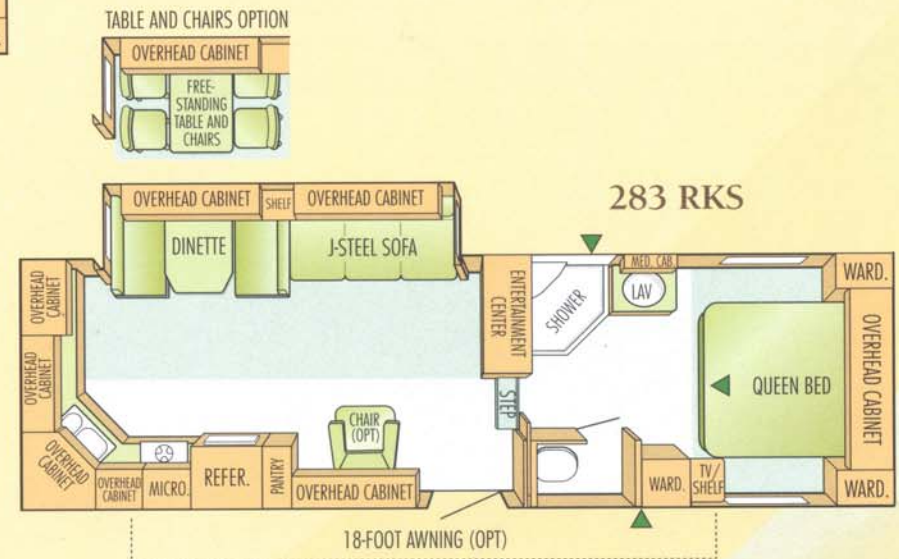 TABLE AND CHAIRS OPTION
OVERHEAD CABINET
FREE-
STANDING
TABLE AND
CHAIRS
283 RKS
OVERHEAD CABINET
SHELF
OVERHEAD CABINET
DINETTE
J-STEEL SOFA
OVERHEAD
CABINET
OVERHEAD
CABINET
OVERHEAD
CABINET
OVERHEAD
CABINET
MICRO.
REFER.
PANTRY
OVERHEAD CABINET
CHAIR
(OPT)
ENTERTAINMENT
CENTER
STEP
SHOWER
MED. CAB.
LAV
WARD.
QUEEN BED
OVERHEAD CABINET
WARD.
TV/
SHELF
WARD.
18-FOOT AWNING (OPT)